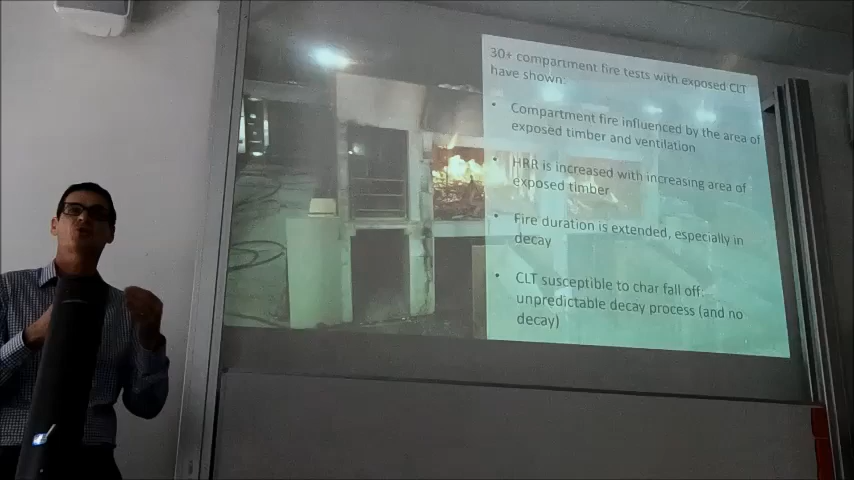 30+ compartment fire tests with exposed CLT
have shown:
• Compartment fire influenced by the area of
exposed timber and ventilation
• HRR is increased with increasing area of
exposed timber
• Fire duration is extended, especially in
decay
• CLT susceptible to char fall off:
unpredictable decay process (and no
decay)